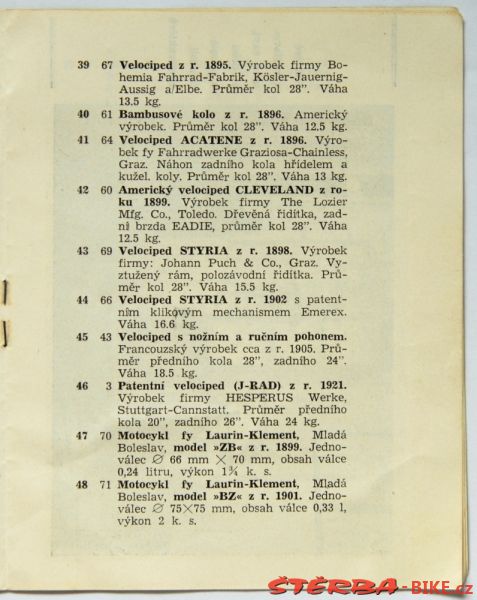 39 67 Velociped z r. 1895. Výrobek firmy Bo-
hemia Fahrrad-Fabrik, Kösler-Jauernig-
Aussig a/Elbe. Průměr kol 28”. Váha
13.5 kg.
40 61 Bambusové kolo z r. 1896. Americký
výrobek. Průměr kol 28”. Váha 12.5 kg.
41 64 Velociped ACATENE z r. 1896. Výro-
bek fy Fahrradwerke Graziosa-Chainless,
Graz. Náhon zadního kola hřídelem a
kužel. koly. Průměr kol 28”. Váha 13 kg.
42 60 Americký velociped CLEVELAND z ro-
ku 1899. Výrobek firmy The Lozier
Mfg. Co., Toledo. Dřevěná řídítka, zad-
ní brzda EADIE, průměr kol 28”. Váha
12.5 kg.
43 69 Velociped STYRIA z r. 1898. Výrobek
firmy: Johann Puch & Co., Graz. Vy-
ztužený rám, polozávodní řídítka. Prů-
měr kol 28”. Váha 15.5 kg.
44 66 Velociped STYRIA z r. 1902 s patent-
ním klikovým mechanismem Emerex.
Váha 16.6 kg.
45 43 Velociped s nožním a ručním pohonem.
Francouzský výrobek cca z r. 1905. Prů-
měr předního kola 28”, zadního 24”.
Váha 18.5 kg.
46 3 Patentní velociped (J-RAD) z r. 1921.
Výrobek firmy HESPERUS Werke,
Stuttgart-Cannstatt. Průměr předního
kola 20”, zadního 26”. Váha 24 kg.
47 70 Motocykl fy Laurin-Klement, Mladá
Boleslav, model »ZB« z r. 1899. Jedno-
válec ∅ 66 mm × 70 mm, obsah válce
0,24 litru, výkon 1¾ k. s.
48 71 Motocykl fy Laurin-Klement, Mladá
Boleslav, model »BZ« z r. 1901. Jedno-
válec ∅ 75×75 mm, obsah válce 0,33 l,
výkon 2 k. s.
ŠTĚRBA-BIKE.cz